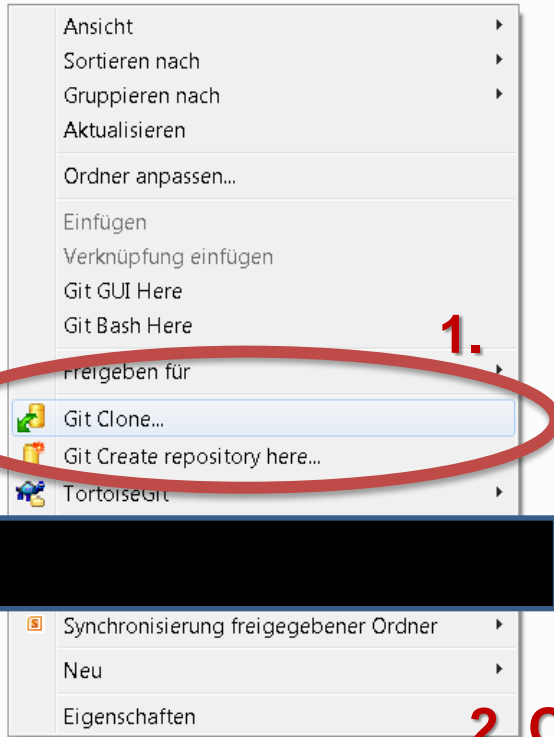 Ansicht
Sortieren nach
Gruppieren nach
Aktualisieren
Ordner anpassen...
Einfügen
Verknüpfung einfügen
Git GUI Here
Git Bash Here
1.
Freigeben für
Git Clone...
Git Create repository here...
TortoiseGit
Synchronisierung freigegebener Ordner
Neu
Eigenschaften
2